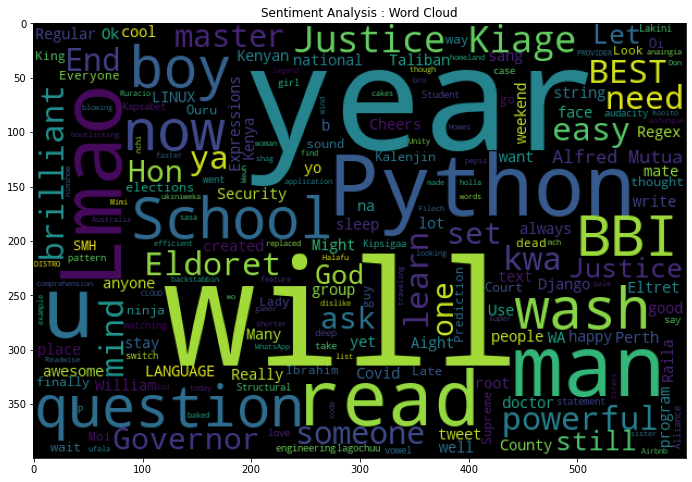 Sentiment Analysis : Word Cloud
0
50
100
150
200
250
300
350
0
100
200
300
400
500
Regular
Ok
cool
master
Justice
Kiage
Let
Oi
Lakini
King
End
boy
Kenyan
Taliban
sang
way
Look
Don
anaingia
PROVIDER
Everyone
national
case
BEST
need
LINUX
girl
year
go
string
face
audacity
Kapsabet
Ouru
Student
weekend
easy
Regex
Ruracio
blowing
bootlicking
Lmao
now
Expressions
Kenya
b
sound
Cheers
Homes
Unity
brilliant
Hon
ya
yo
find
Python
Kalenjin
want
Alfred
Mutua
mate
thought
elections
went
Security
application
na
pepis
made
holla
words
write
Australia
Mimi
ukiniweka
School
sleep
lot
set
always
BBI
SMH
pattern
efficient
sasa
created
replaced
Might
Kipsigaa
dead
Filech
DISTRO
Eldoret
God
learn
kwa
Justice
comprehension
anyone
backstabbin
feature
Halafu
looking
text
Court
Django
Eltret
pale
CLOUD
will
Lady
group
guy
dislike
traveling
one
Prediction
Use
good
say
example
u
mind
ninja
Many
gamer
shorter
ask
deep
yet
Aight
super
people
WA
happy
Perth
wash
matching
place
stay
switch
WhatsApp
take
list
Raila
Readwise
awesome
LANGUAGE
Really
Ibrahim
Covid
Late
root
doctor
man
finally
William
Lol
today
Structural
read
Supreme
statement
program
Alliance
question
baked
love
code
someone
tweet
powerful
sister
wait
Moi
ufala
Governor
engineering
lagochuu
vowel
well
County
still
Airbnb